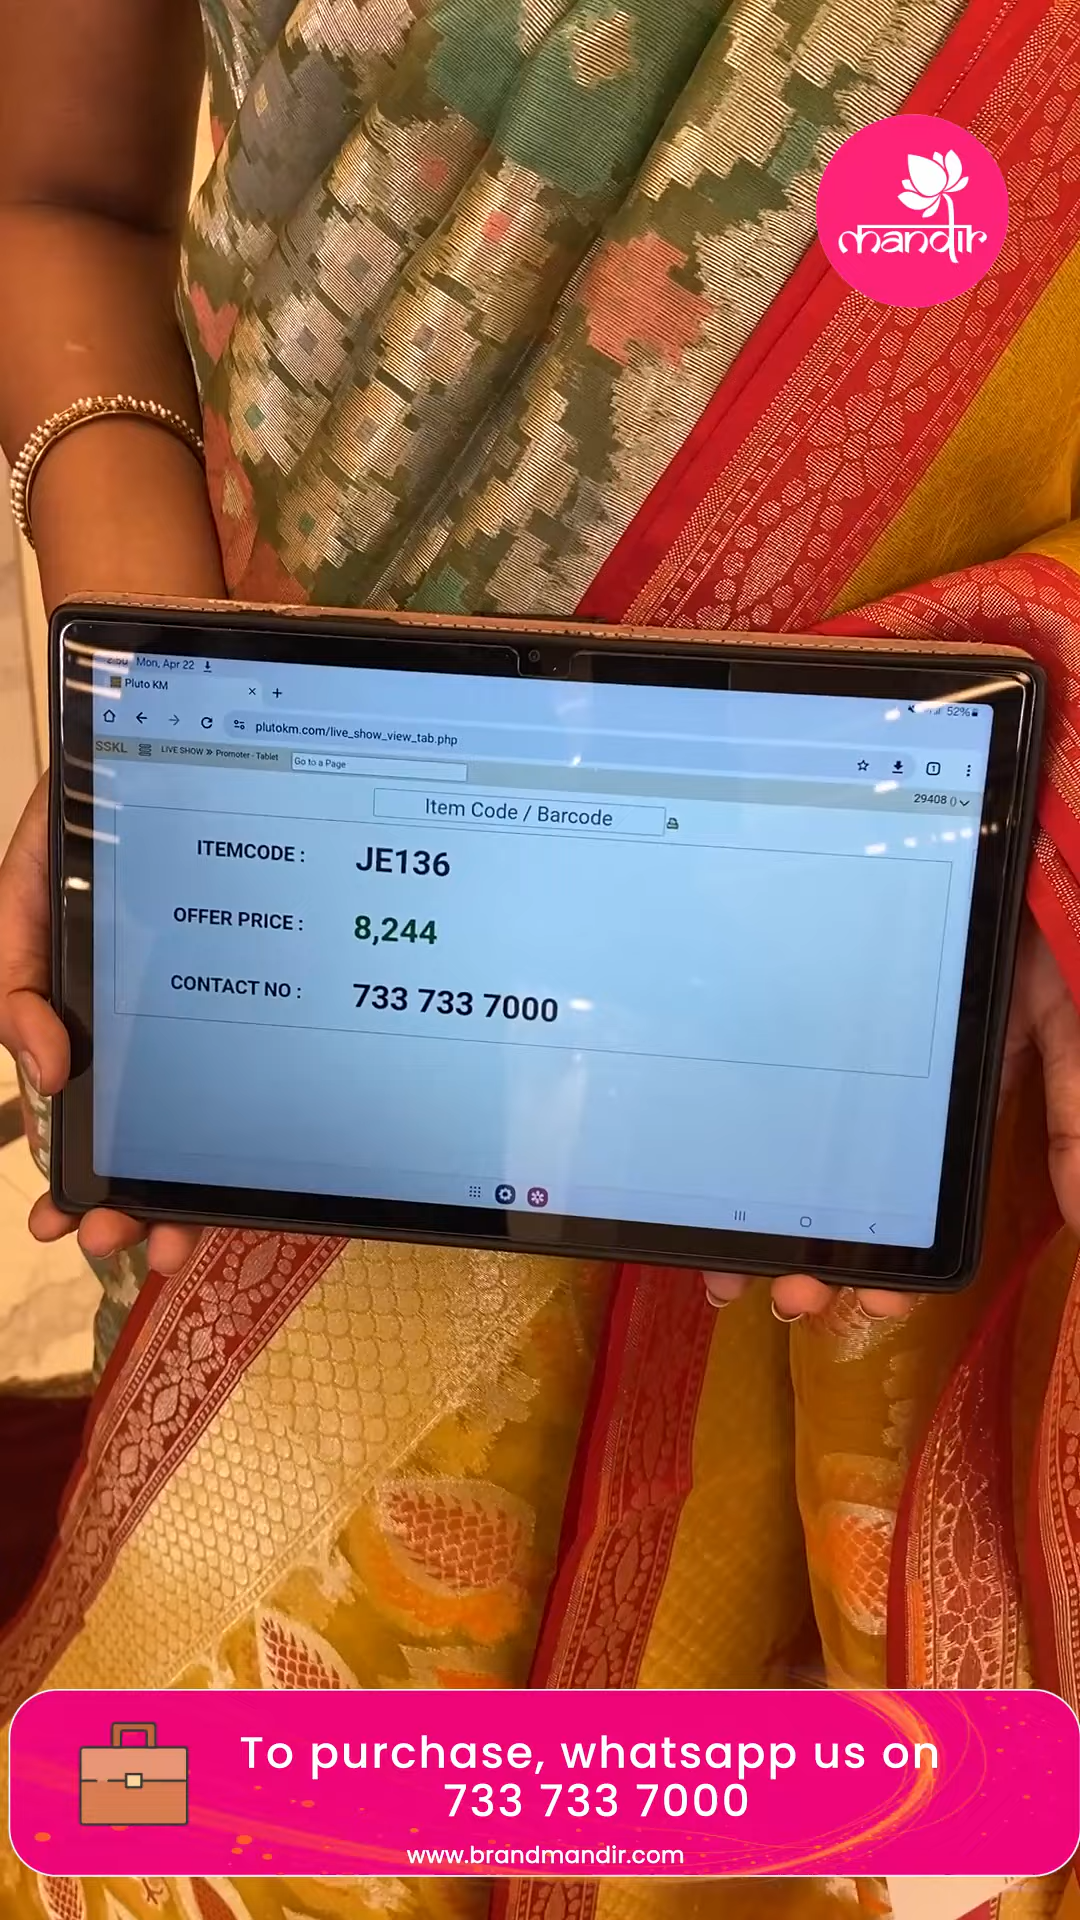 mandir
Mon, Apr 22
52%
Pluto KM
plutokm.com/live_show_view_tab.php
SSKL
LIVE SHOW » Promoter - Tablet
Go to a Page
29408 ()
Item Code / Barcode
ITEMCODE : JE136
OFFER PRICE : 8,244
CONTACT NO : 733 733 7000
To purchase, whatsapp us on
733 733 7000
www.brandmandir.com